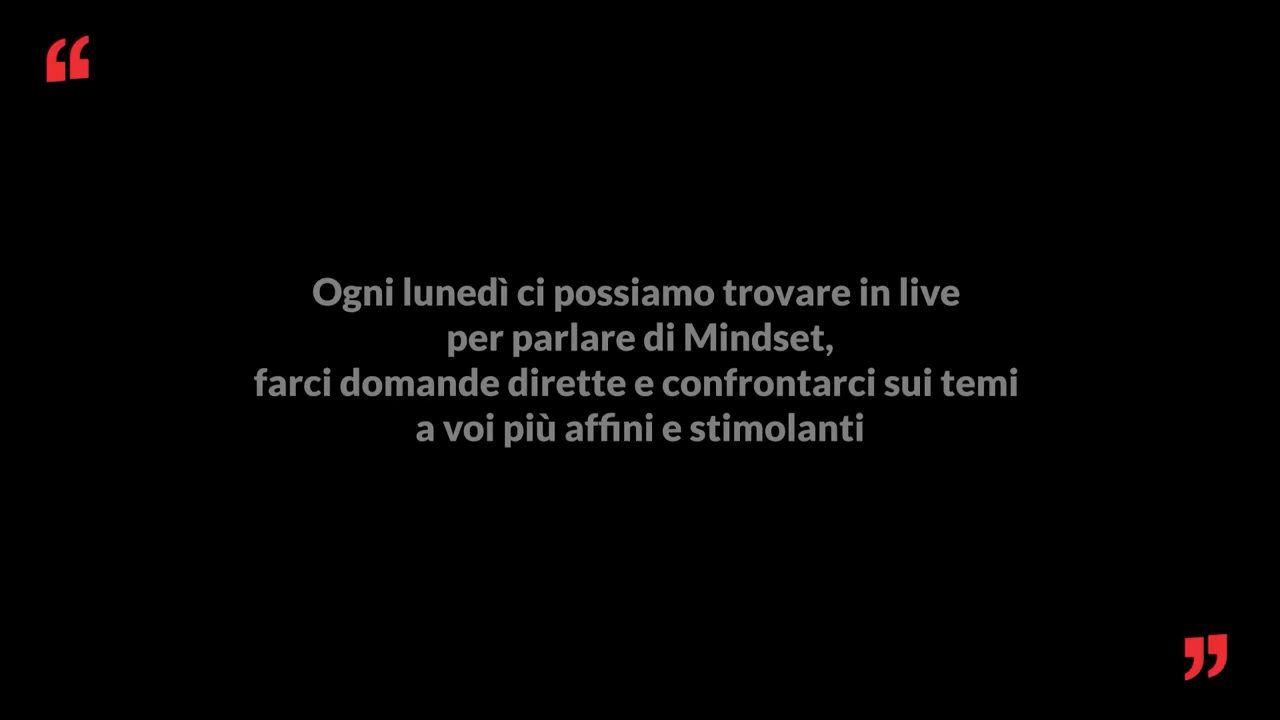 “
Ogni lunedì ci possiamo trovare in live
per parlare di Mindset,
farci domande dirette e confrontarci sui temi
a voi più affini e stimolanti
”